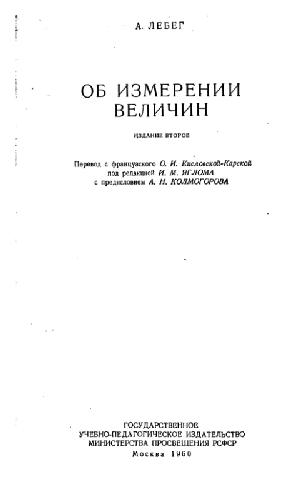 А. ЛЕБЕГ
ОБ ИЗМЕРЕНИИ
ВЕЛИЧИН
ИЗДАНИЕ ВТОРОЕ
Перевод с французского О. И. Кисловской-Карской
под редакцией И. М. ЯГЛОМА
с предисловием А. Н. КОЛМОГОРОВА
ГОСУДАРСТВЕННОЕ
УЧЕБНО-ПЕДАГОГИЧЕСКОЕ ИЗДАТЕЛЬСТВО
МИНИСТЕРСТВА ПРОСВЕЩЕНИЯ РСФСР
Москва 1960